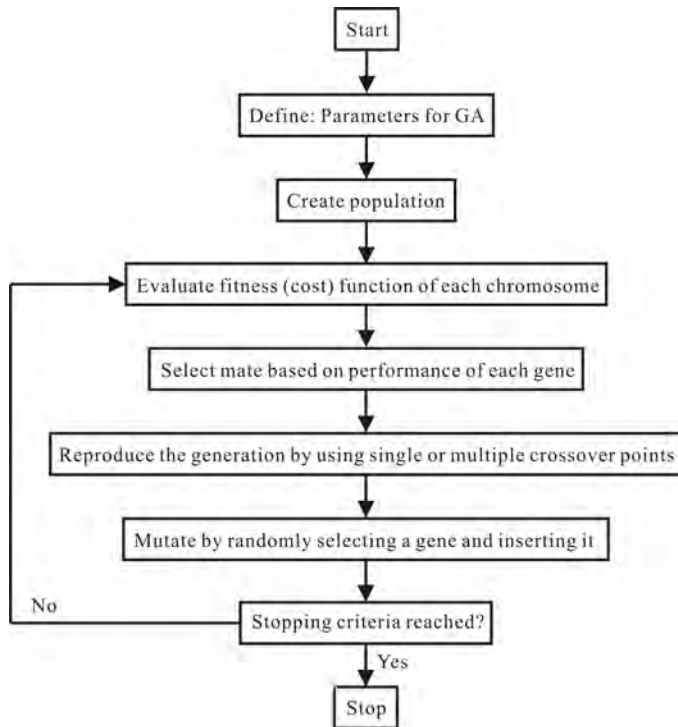 Start
Define: Parameters for GA
Create population
Evaluate fitness (cost) function of each chromosome
Select mate based on performance of each gene
Reproduce the generation by using single or multiple crossover points
Mutate by randomly selecting a gene and inserting it
No
Stopping criteria reached?
Yes
Stop